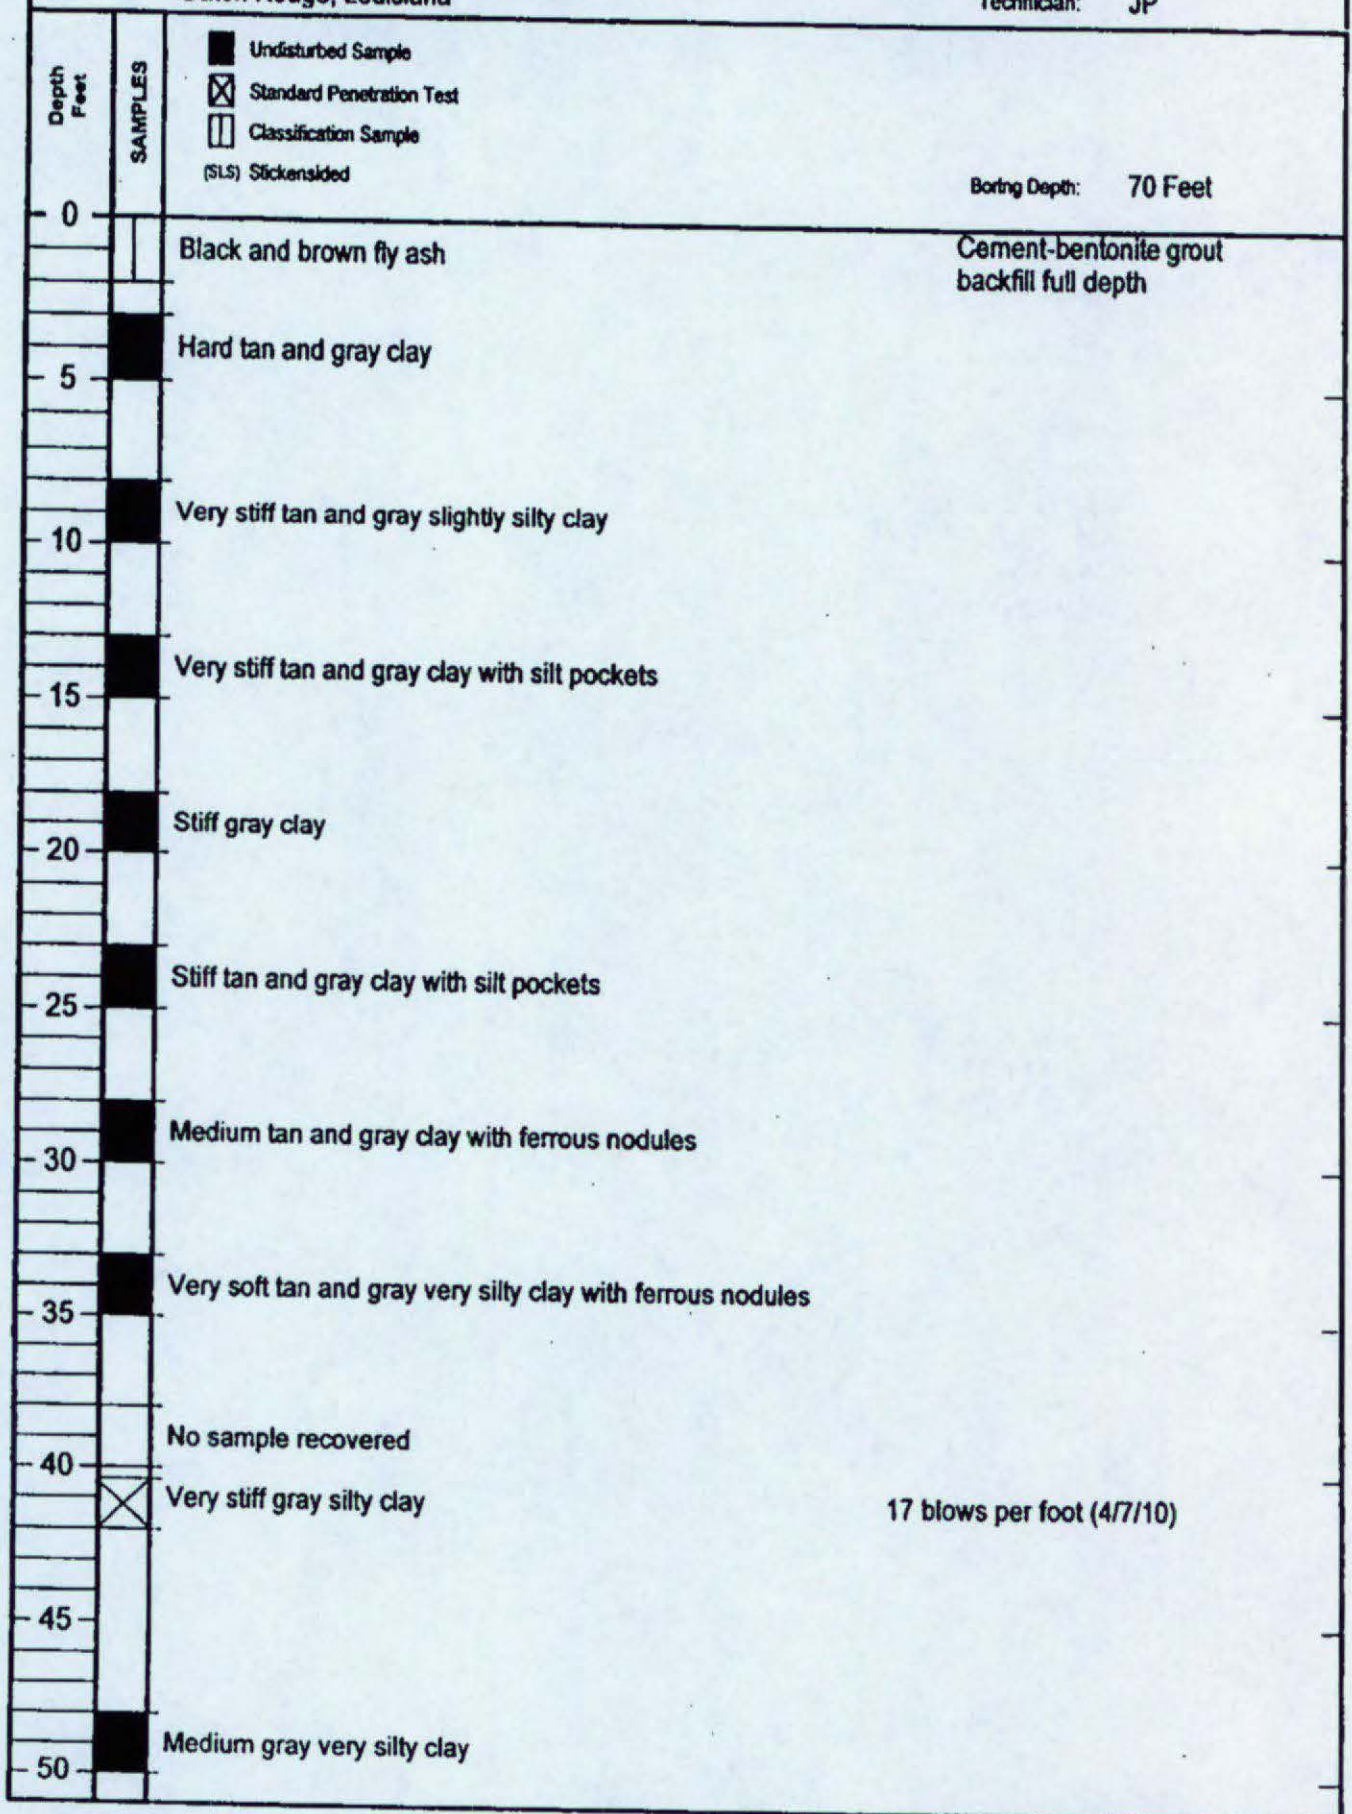 Technician: JP
Depth
Feet
SAMPLES
Undisturbed Sample
Standard Penetration Test
Classification Sample
(SLS) Slickensided
Boring Depth: 70 Feet
0
Black and brown fly ash
Cement-bentonite grout
backfill full depth
Hard tan and gray clay
5
Very stiff tan and gray slightly silty clay
10
Very stiff tan and gray clay with silt pockets
15
Stiff gray clay
20
Stiff tan and gray clay with silt pockets
25
Medium tan and gray clay with ferrous nodules
30
Very soft tan and gray very silty clay with ferrous nodules
35
No sample recovered
40
Very stiff gray silty clay
17 blows per foot (4/7/10)
45
Medium gray very silty clay
50